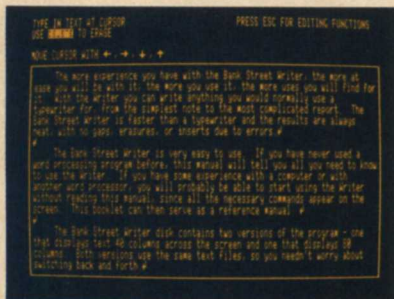 TYPE IN TEXT AT CURSOR PRESS ESC FOR EDITING FUNCTIONS
USE TO ERASE
MOVE CURSOR WITH ←, →, ↓, ↑
The more experience you have with the Bank Street Writer, the more at
ease you will be with it; the more you use it, the more uses you will find for
it. With the Writer you can write anything you would normally use a
typewriter for, from the simplest note to the most complicated report. The
Bank Street Writer is faster than a typewriter and the results are always
neat, with no gaps, erasures, or inserts due to errors.
The Bank Street Writer is very easy to use. If you have never used a
word processing program before, this manual will tell you all you need to know
to use the Writer. If you have some experience with a computer or with
another word processor, you will probably be able to start using the Writer
without reading this manual, since all the necessary commands appear on the
screen. This booklet can then serve as a reference manual.
The Bank Street Writer disk contains two versions of the program - one
that displays text 40 columns across the screen and one that displays 80
columns. Both versions use the same text files, so you needn't worry about
switching back and forth.